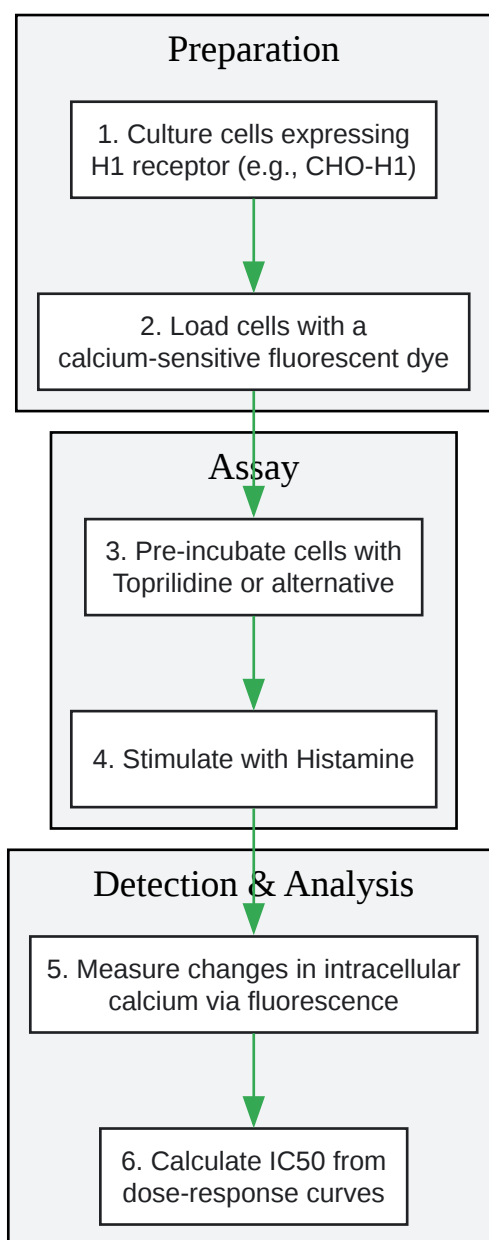 Preparation
1. Culture cells expressing
H1 receptor (e.g., CHO-H1)
2. Load cells with a
calcium-sensitive fluorescent dye
Assay
3. Pre-incubate cells with
Toprilidine or alternative
4. Stimulate with Histamine
Detection & Analysis
5. Measure changes in intracellular
calcium via fluorescence
6. Calculate IC50 from
dose-response curves